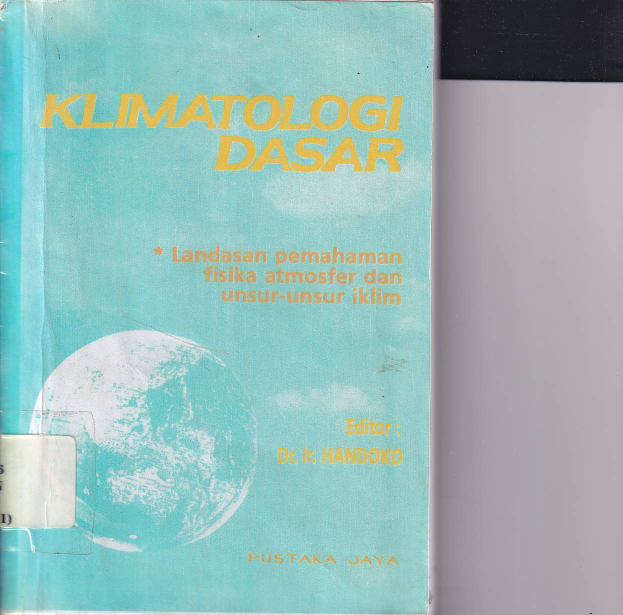 KLIMATOLOGI
DASAR
* Landasan pemahaman
fisika atmosfer dan
unsur-unsur iklim
Editor :
Dr. Ir. HANDOKO
PUSTAKA JAYA